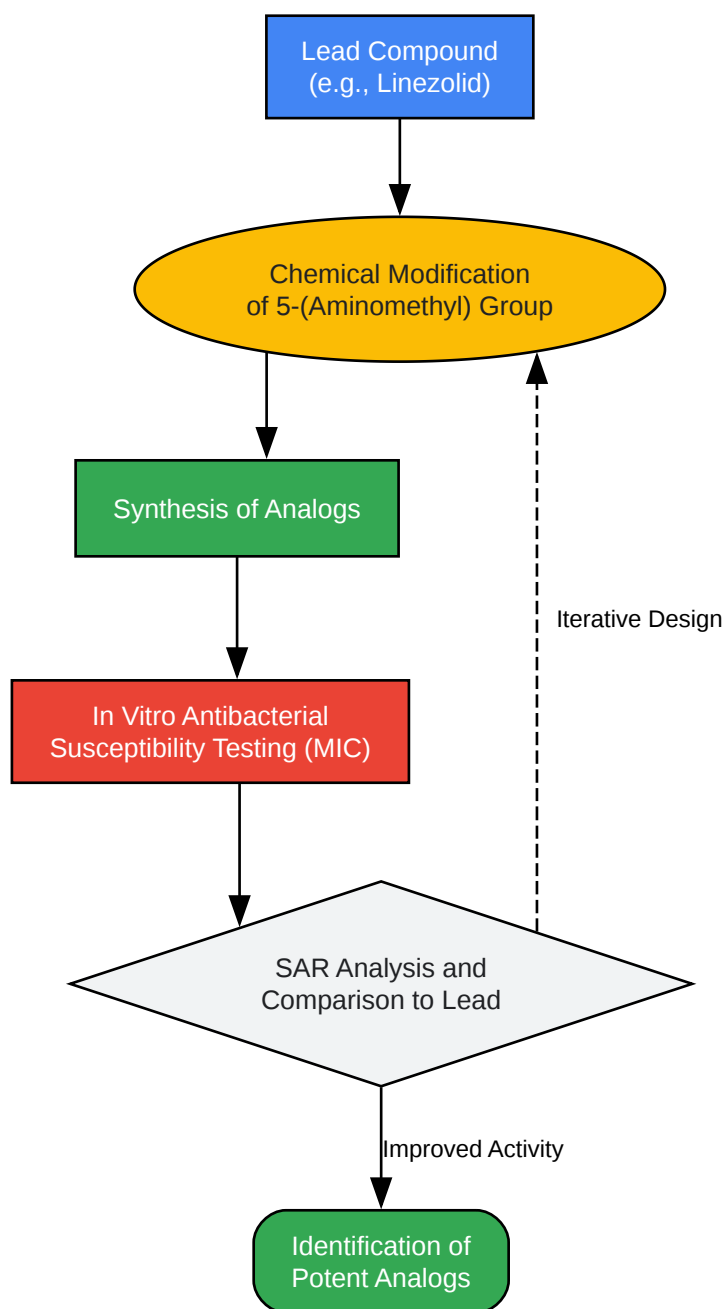 Lead Compound
(e.g., Linezolid)
Chemical Modification
of 5-(Aminomethyl) Group
Synthesis of Analogs
Iterative Design
In Vitro Antibacterial
Susceptibility Testing (MIC)
SAR Analysis and
Comparison to Lead
Improved Activity
Identification of
Potent Analogs